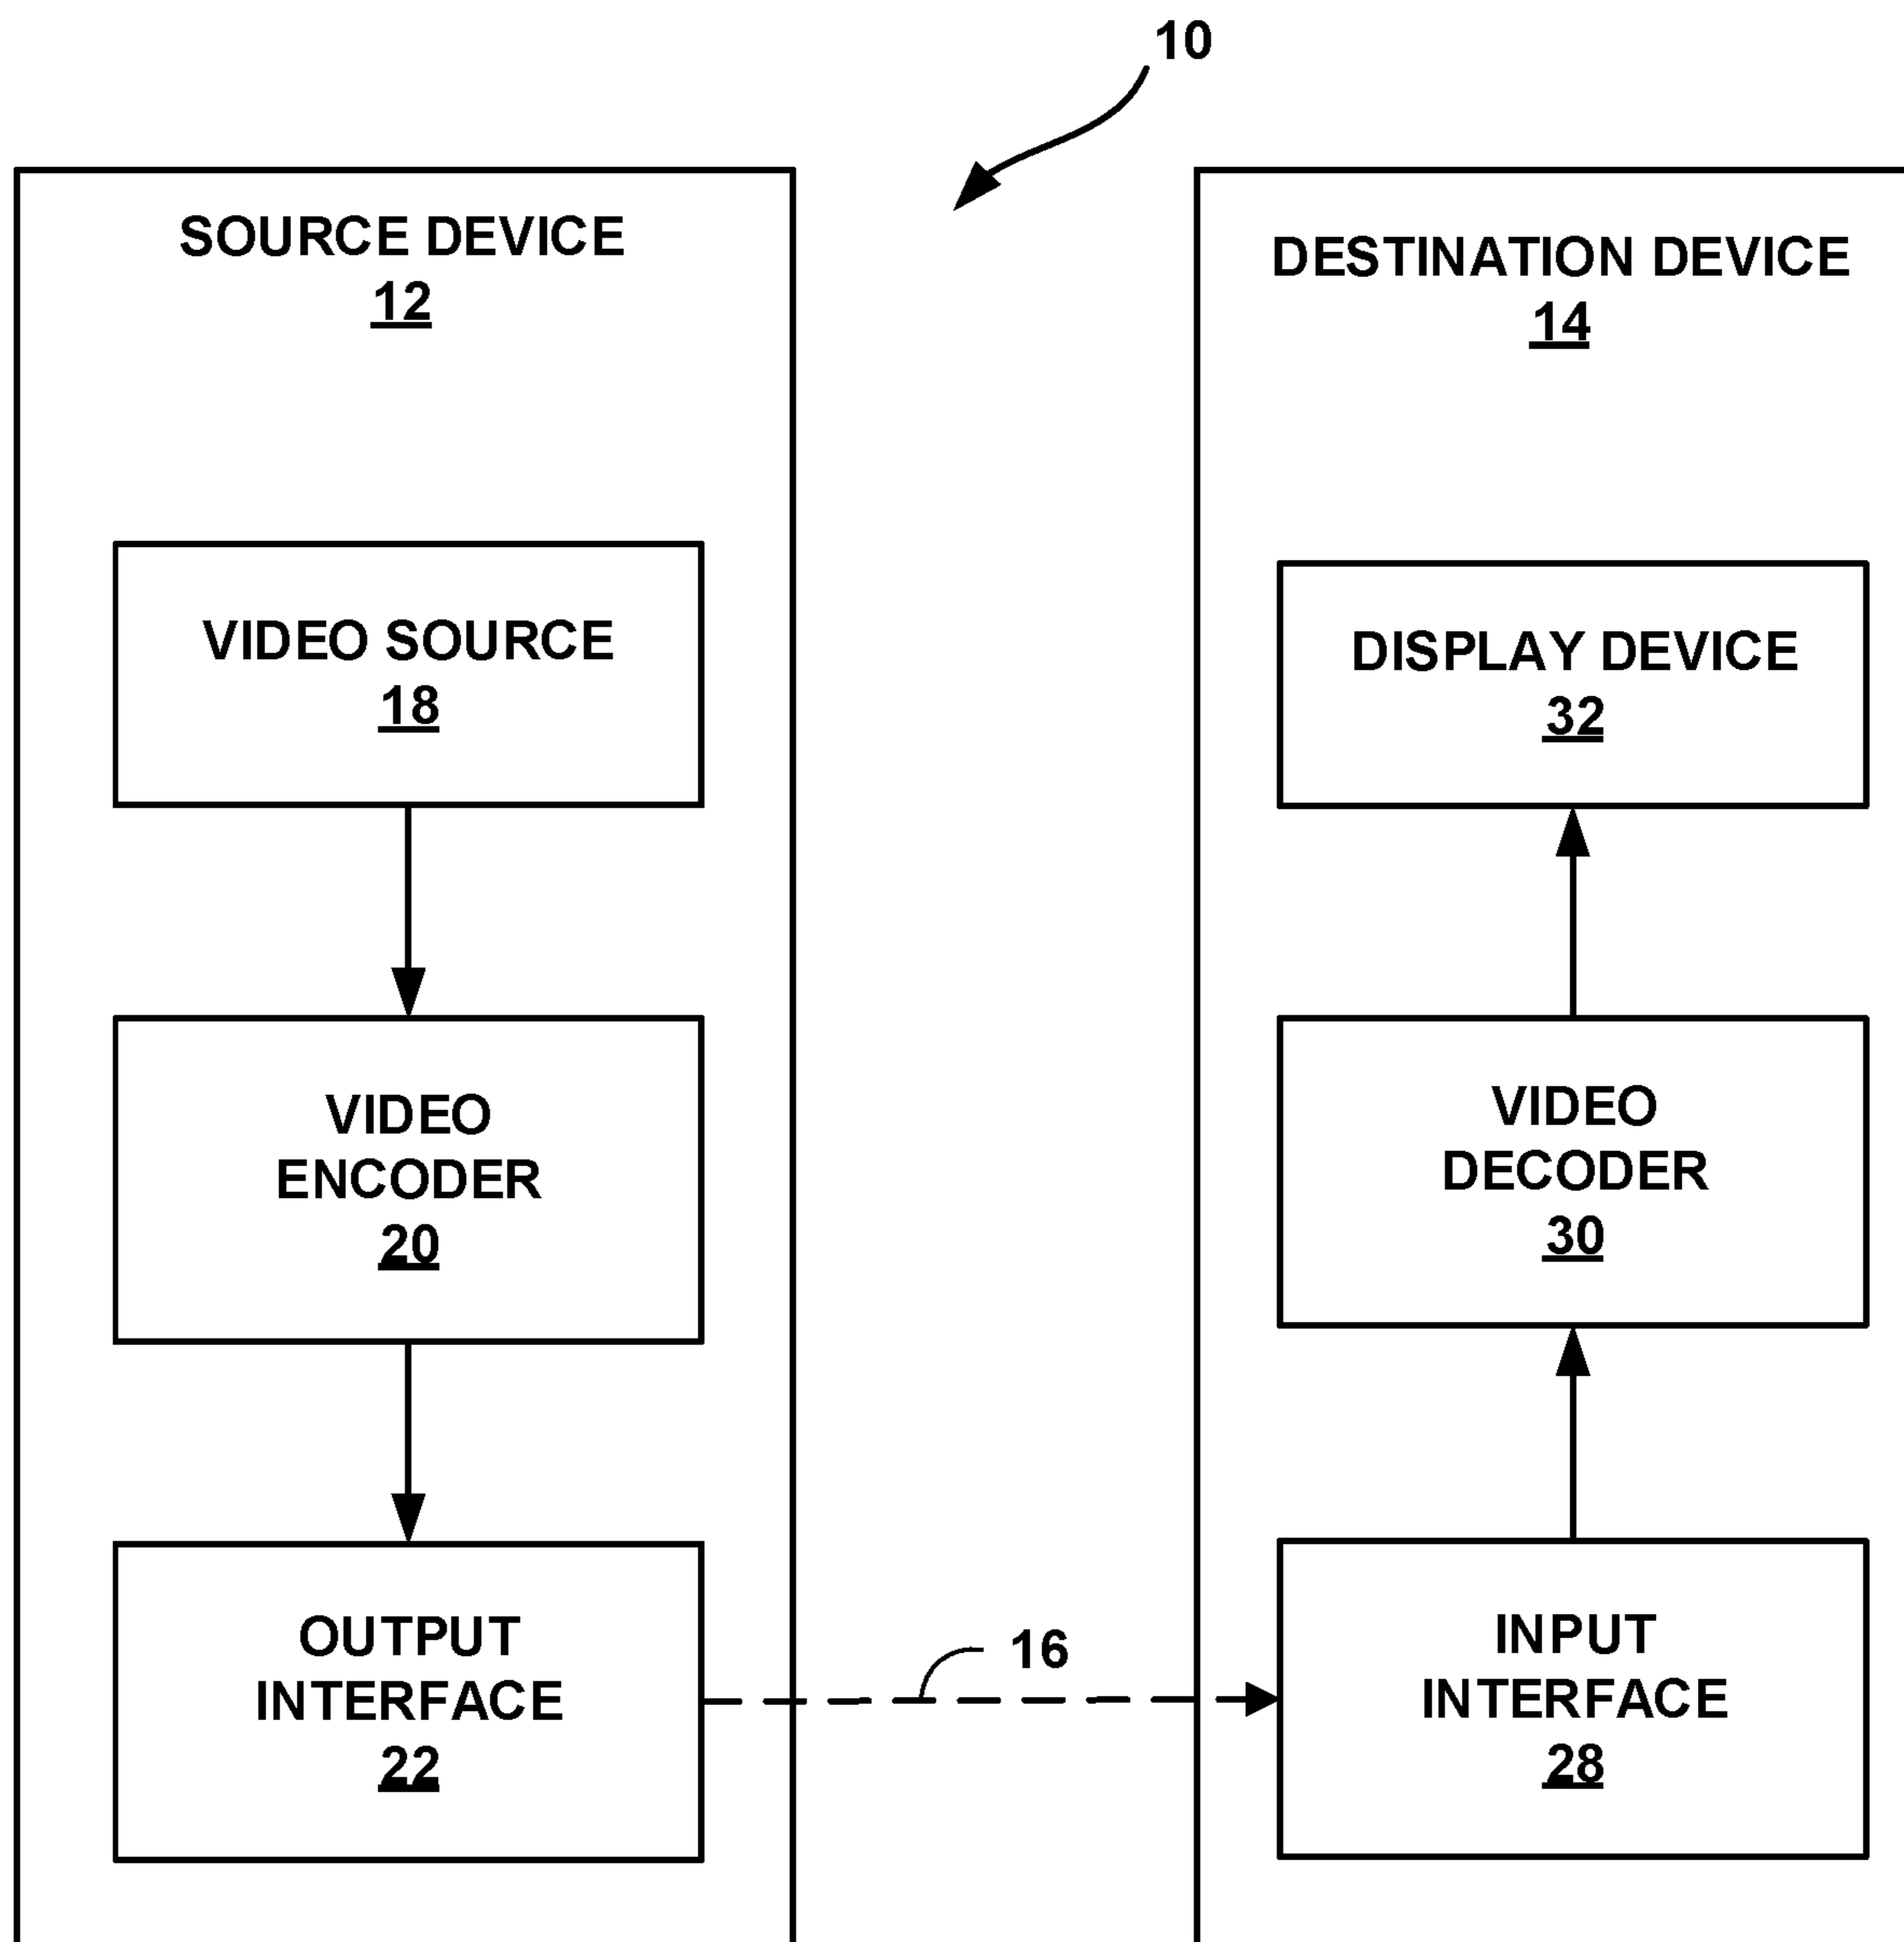 10
SOURCE DEVICE
12
VIDEO SOURCE
18
VIDEO
ENCODER
20
OUTPUT
INTERFACE
22
16
DESTINATION DEVICE
14
DISPLAY DEVICE
32
VIDEO
DECODER
30
INPUT
INTERFACE
28